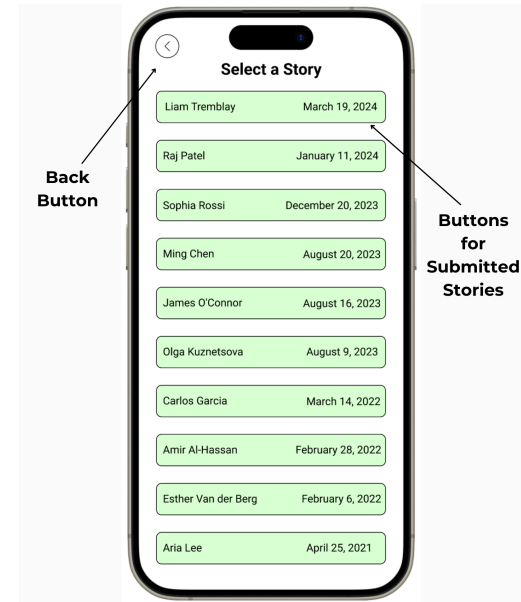 Select a Story
Liam Tremblay March 19, 2024
Raj Patel January 11, 2024
Back
Button
Sophia Rossi December 20, 2023
Buttons
for
Submitted
Stories
Ming Chen August 20, 2023
James O'Connor August 16, 2023
Olga Kuznetsova August 9, 2023
Carlos Garcia March 14, 2022
Amir Al-Hassan February 28, 2022
Esther Van der Berg February 6, 2022
Aria Lee April 25, 2021